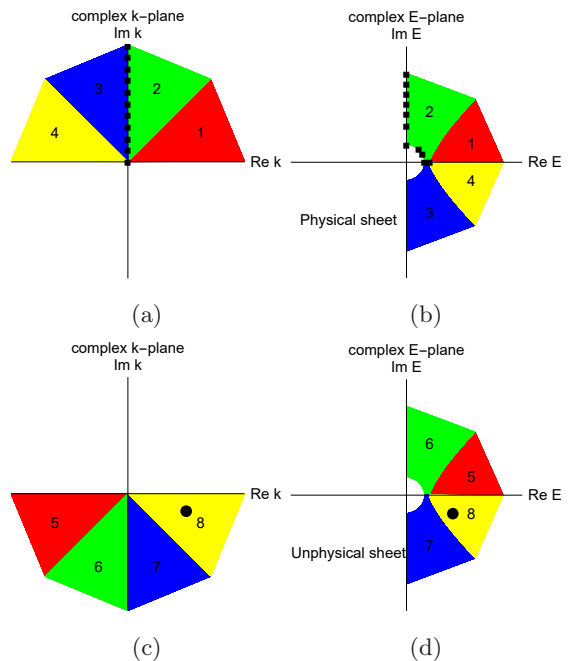 complex k−plane
Im k
3
2
4
1
Re k
(a)
complex E−plane
Im E
2
1
Re E
4
3
Physical sheet
(b)
complex k−plane
Im k
Re k
5
8
6
7
(c)
complex E−plane
Im E
6
5
Re E
8
7
Unphysical sheet
(d)